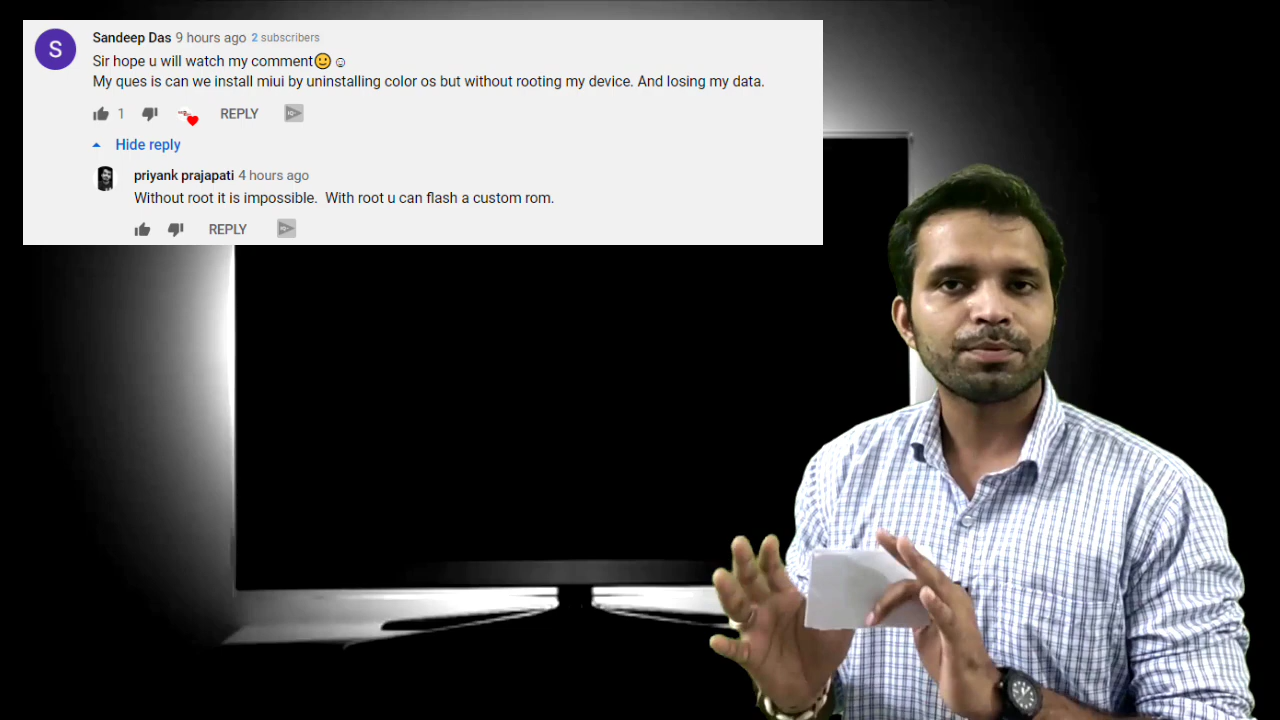 S
Sandeep Das 9 hours ago 2 subscribers
Sir hope u will watch my comment🙂☺
My ques is can we install miui by uninstalling color os but without rooting my device. And losing my data.
1 REPLY
Hide reply
priyank prajapati 4 hours ago
Without root it is impossible. With root u can flash a custom rom.
REPLY